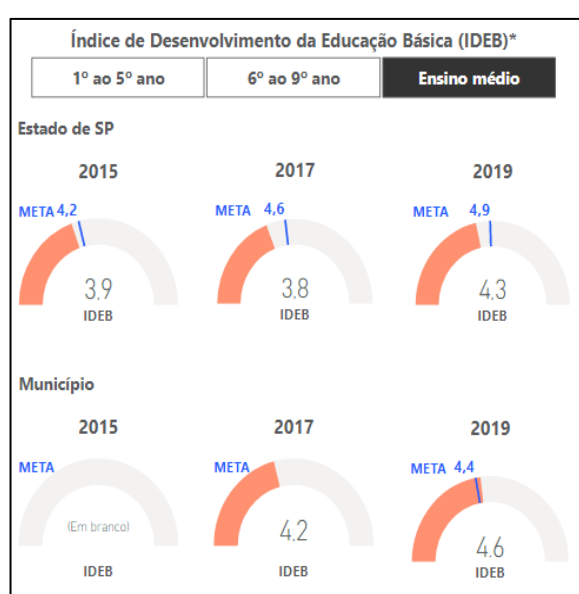 Índice de Desenvolvimento da Educação Básica (IDEB)*
1º ao 5º ano 6º ao 9º ano Ensino médio
Estado de SP
2015 2017 2019
META 4,2 META 4,6 META 4,9
3,9 3,8 4,3
IDEB IDEB IDEB
Município
2015 2017 2019
META META META 4,4
(Em branco) 4,2 4,6
IDEB IDEB IDEB